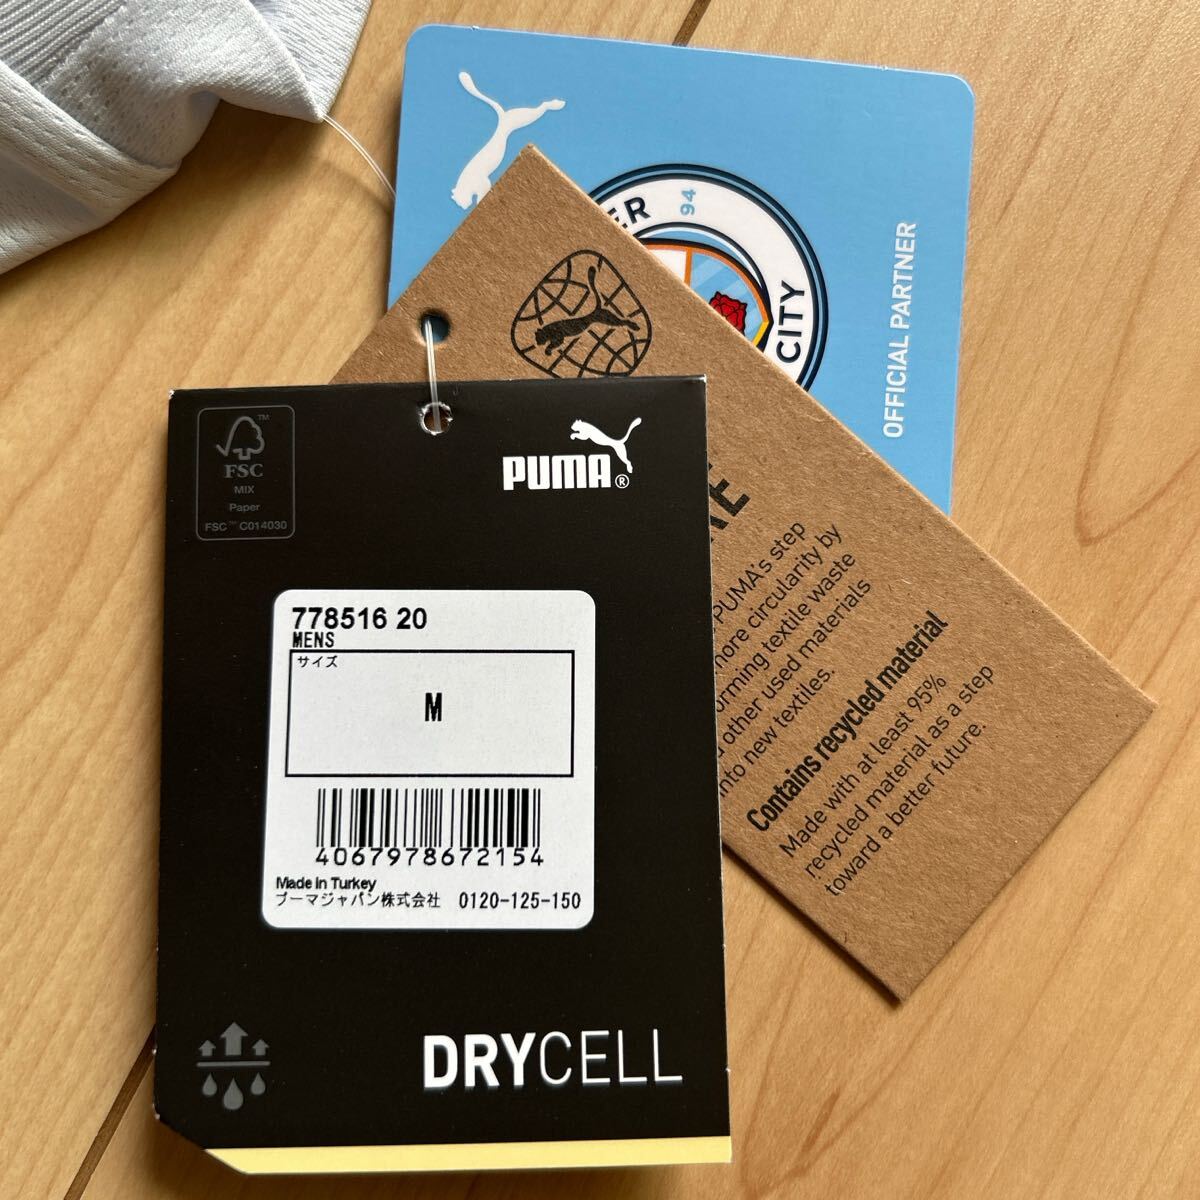 94
CITY
OFFICIAL PARTNER
PUMA's step
more circularity by
textile waste
other used materials
into new textiles.
Contains recycled material
Made with at least 95%
recycled material as a step
toward a better future.
FSC™
MIX
Paper
FSC™ C014030
PUMA®
778516 20
MENS
サイズ
M
4067978672154
Made in Turkey
プーマジャパン株式会社 0120-125-150
DRYCELL